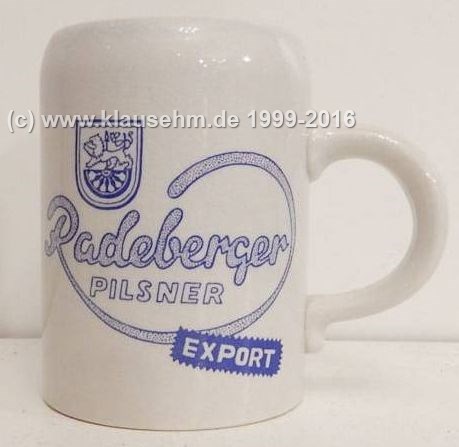 (c) www.klausehm.de 1999-2016
Radeberger
PILSNER
EXPORT